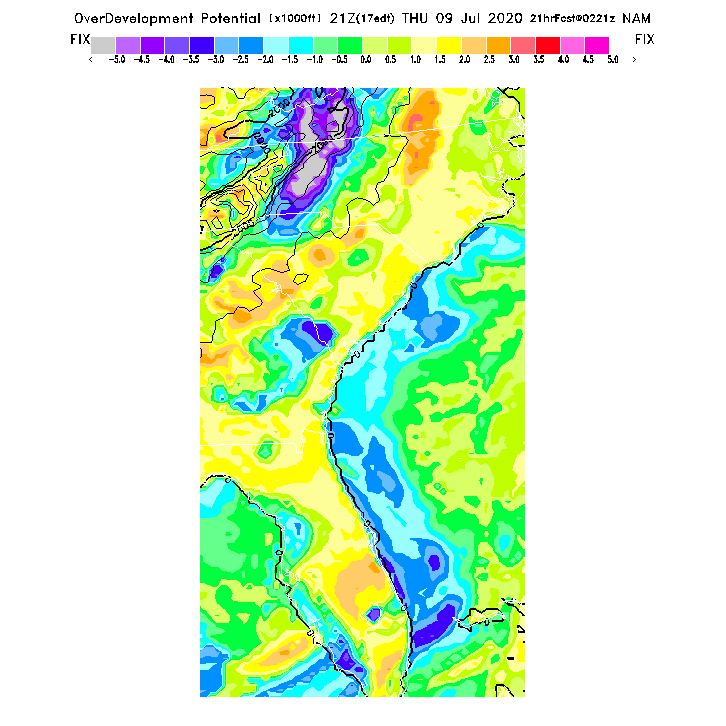 OverDevelopment Potential [x1000ft] 21Z(17edt) THU 09 Jul 2020 21hrFcst@0221z NAM
FIX FIX
< -5.0 -4.5 -4.0 -3.5 -3.0 -2.5 -2.0 -1.5 -1.0 -0.5 0.0 0.5 1.0 1.5 2.0 2.5 3.0 3.5 4.0 4.5 5.0 >